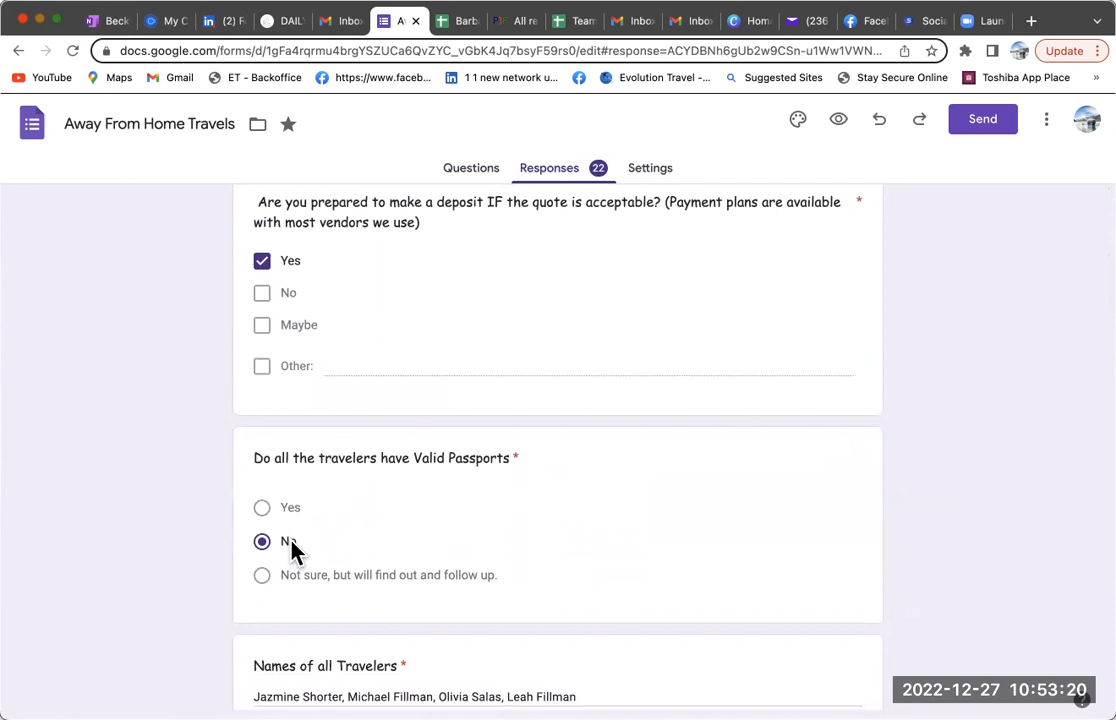 Beck
My C
(2) F
DAIL
Inbo
A
Barb
All re
Team
Inbo
Inbo
Hom
(236
Facel
Socia
Laun
docs.google.com/forms/d/1gFa4rqrmu4brgYSZUCa6QvZYC_vGbK4Jq7bsyF59rs0/edit#response=ACYDBNh6gUb2w9CSn-u1Ww1VWN...
Update
YouTube
Maps
Gmail
ET - Backoffice
https://www.faceb...
1 1 new network u...
Evolution Travel -...
Suggested Sites
Stay Secure Online
Toshiba App Place
»
Away From Home Travels
Send
Questions
Responses 22
Settings
Are you prepared to make a deposit IF the quote is acceptable? (Payment plans are available *
with most vendors we use)
Yes
No
Maybe
Other:
Do all the travelers have Valid Passports *
Yes
No
Not sure, but will find out and follow up.
Names of all Travelers *
Jazmine Shorter, Michael Fillman, Olivia Salas, Leah Fillman
2022-12-27 10:53:20